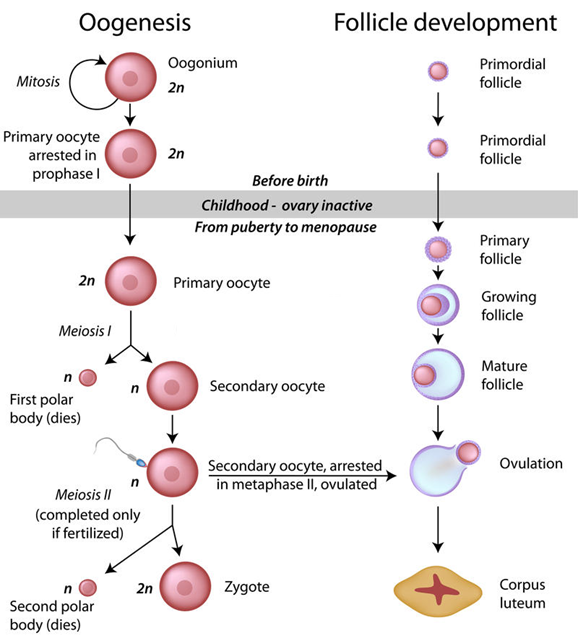 Oogenesis
Follicle development
Oogonium
2n
Mitosis
Primordial
follicle
Primary oocyte
arrested in
prophase I
2n
Primordial
follicle
Before birth
Childhood - ovary inactive
From puberty to menopause
2n
Primary oocyte
Primary
follicle
Growing
follicle
Meiosis I
n
First polar
body (dies)
n
Secondary oocyte
Mature
follicle
n
Secondary oocyte, arrested
in metaphase II, ovulated
Ovulation
Meiosis II
(completed only
if fertilized)
n
Second polar
body (dies)
2n
Zygote
Corpus
luteum